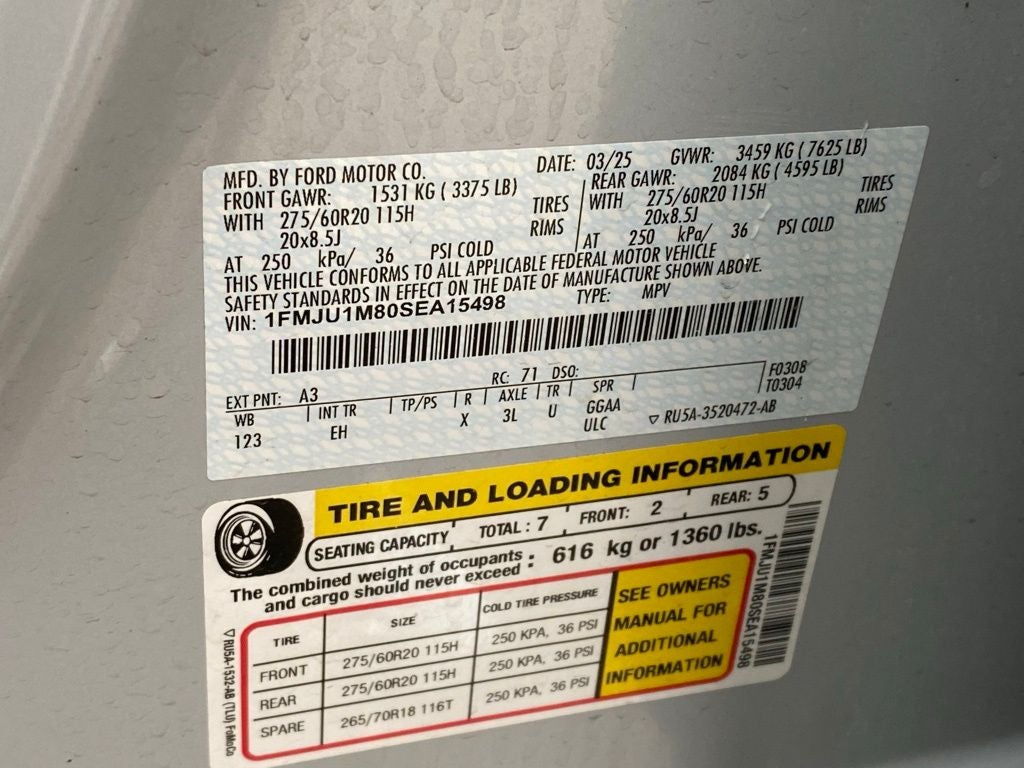 MFD. BY FORD MOTOR CO. DATE: 03/25 GVWR: 3459 KG ( 7625 LB)
FRONT GAWR: 1531 KG ( 3375 LB) REAR GAWR: 2084 KG ( 4595 LB)
WITH 275/60R20 115H TIRES WITH 275/60R20 115H TIRES
20x8.5J RIMS 20x8.5J RIMS
AT 250 kPa/ 36 PSI COLD AT 250 kPa/ 36 PSI COLD
THIS VEHICLE CONFORMS TO ALL APPLICABLE FEDERAL MOTOR VEHICLE
SAFETY STANDARDS IN EFFECT ON THE DATE OF MANUFACTURE SHOWN ABOVE.
VIN: 1FMJU1M80SEA15498 TYPE: MPV
EXT PNT: A3 RC: 71 DSO: F0308
WB INT TR TP/PS R AXLE TR SPR T0304
123 EH X 3L U GGAA
ULC ▽ RU5A-3520472-AB
TIRE AND LOADING INFORMATION
SEATING CAPACITY TOTAL : 7 FRONT: 2 REAR: 5
The combined weight of occupants
and cargo should never exceed : 616 kg or 1360 lbs.
TIRE SIZE COLD TIRE PRESSURE
FRONT 275/60R20 115H 250 KPA, 36 PSI
REAR 275/60R20 115H 250 KPA, 36 PSI
SPARE 265/70R18 116T 250 KPA, 36 PSI
SEE OWNERS
MANUAL FOR
ADDITIONAL
INFORMATION
1FMJU1M80SEA15498
▽ RU5A-1532-AB (TLU) FoMoCo